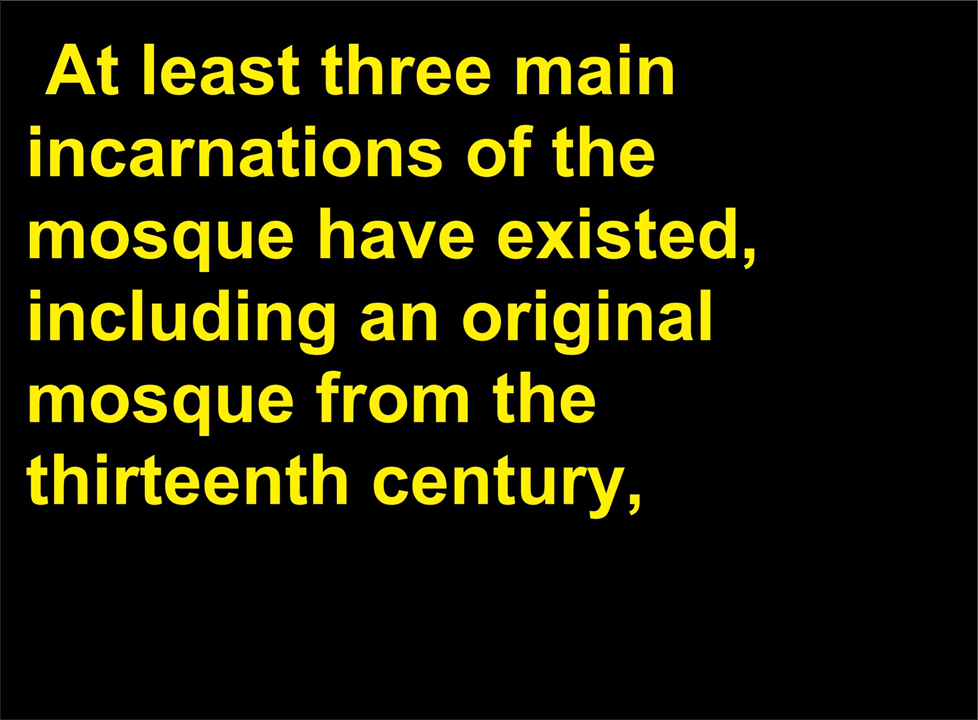 At least three main
incarnations of the
mosque have existed,
including an original
mosque from the
thirteenth century,